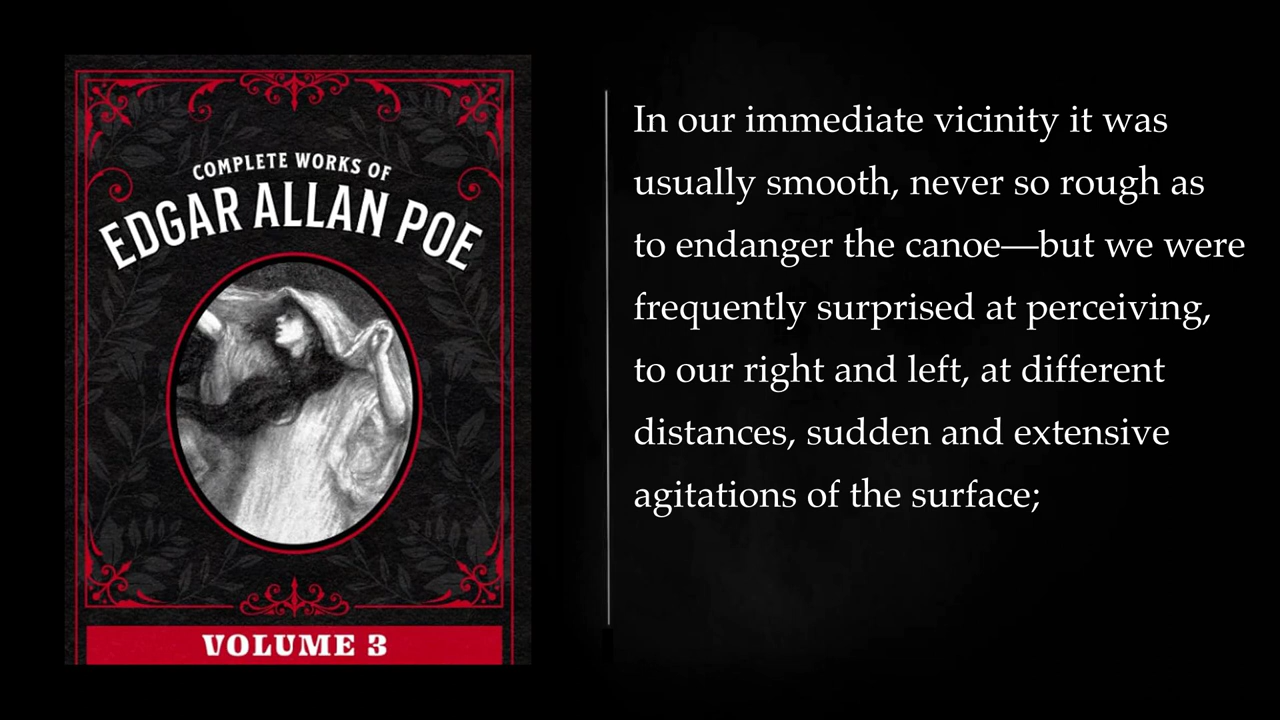 COMPLETE WORKS OF
EDGAR ALLAN POE
VOLUME 3
In our immediate vicinity it was
usually smooth, never so rough as
to endanger the canoe—but we were
frequently surprised at perceiving,
to our right and left, at different
distances, sudden and extensive
agitations of the surface;